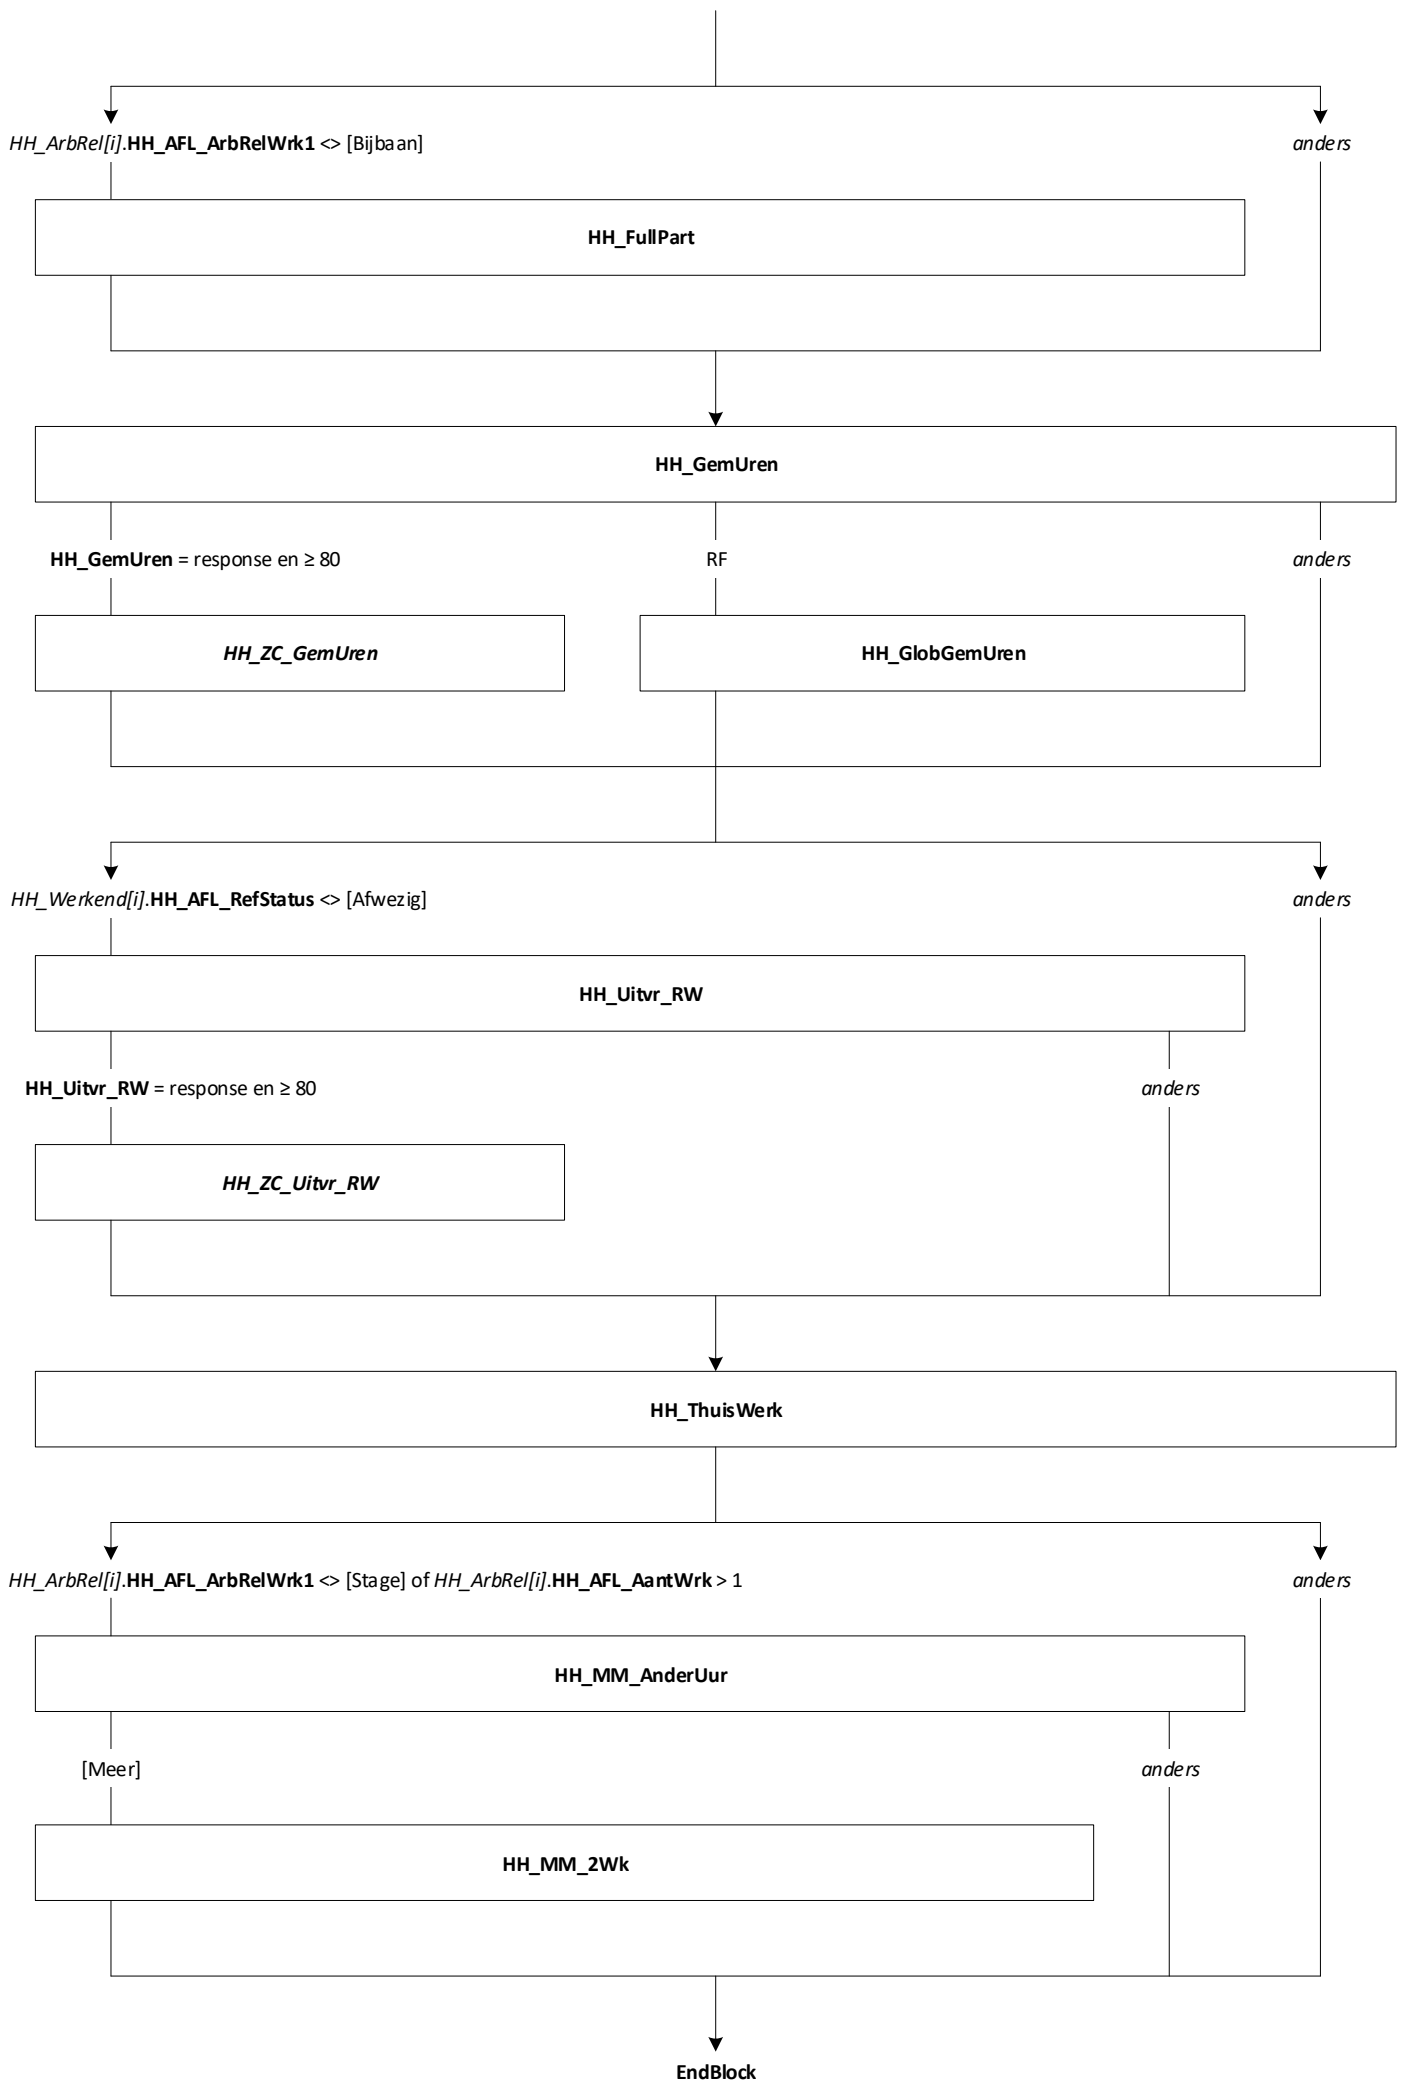 HH_ArbRel[i].HH_AFL_ArbRelWrk1 <> [Bijbaan]
anders
HH_FullPart
HH_GemUren
HH_GemUren = response en ≥ 80
RF
anders
HH_ZC_GemUren
HH_GlobGemUren
HH_Werkend[i].HH_AFL_RefStatus <> [Afwezig]
anders
HH_Uitvr_RW
HH_Uitvr_RW = response en ≥ 80
anders
HH_ZC_Uitvr_RW
HH_ThuisWerk
HH_ArbRel[i].HH_AFL_ArbRelWrk1 <> [Stage] of HH_ArbRel[i].HH_AFL_AantWrk > 1
anders
HH_MM_AnderUur
[Meer]
anders
HH_MM_2Wk
EndBlock